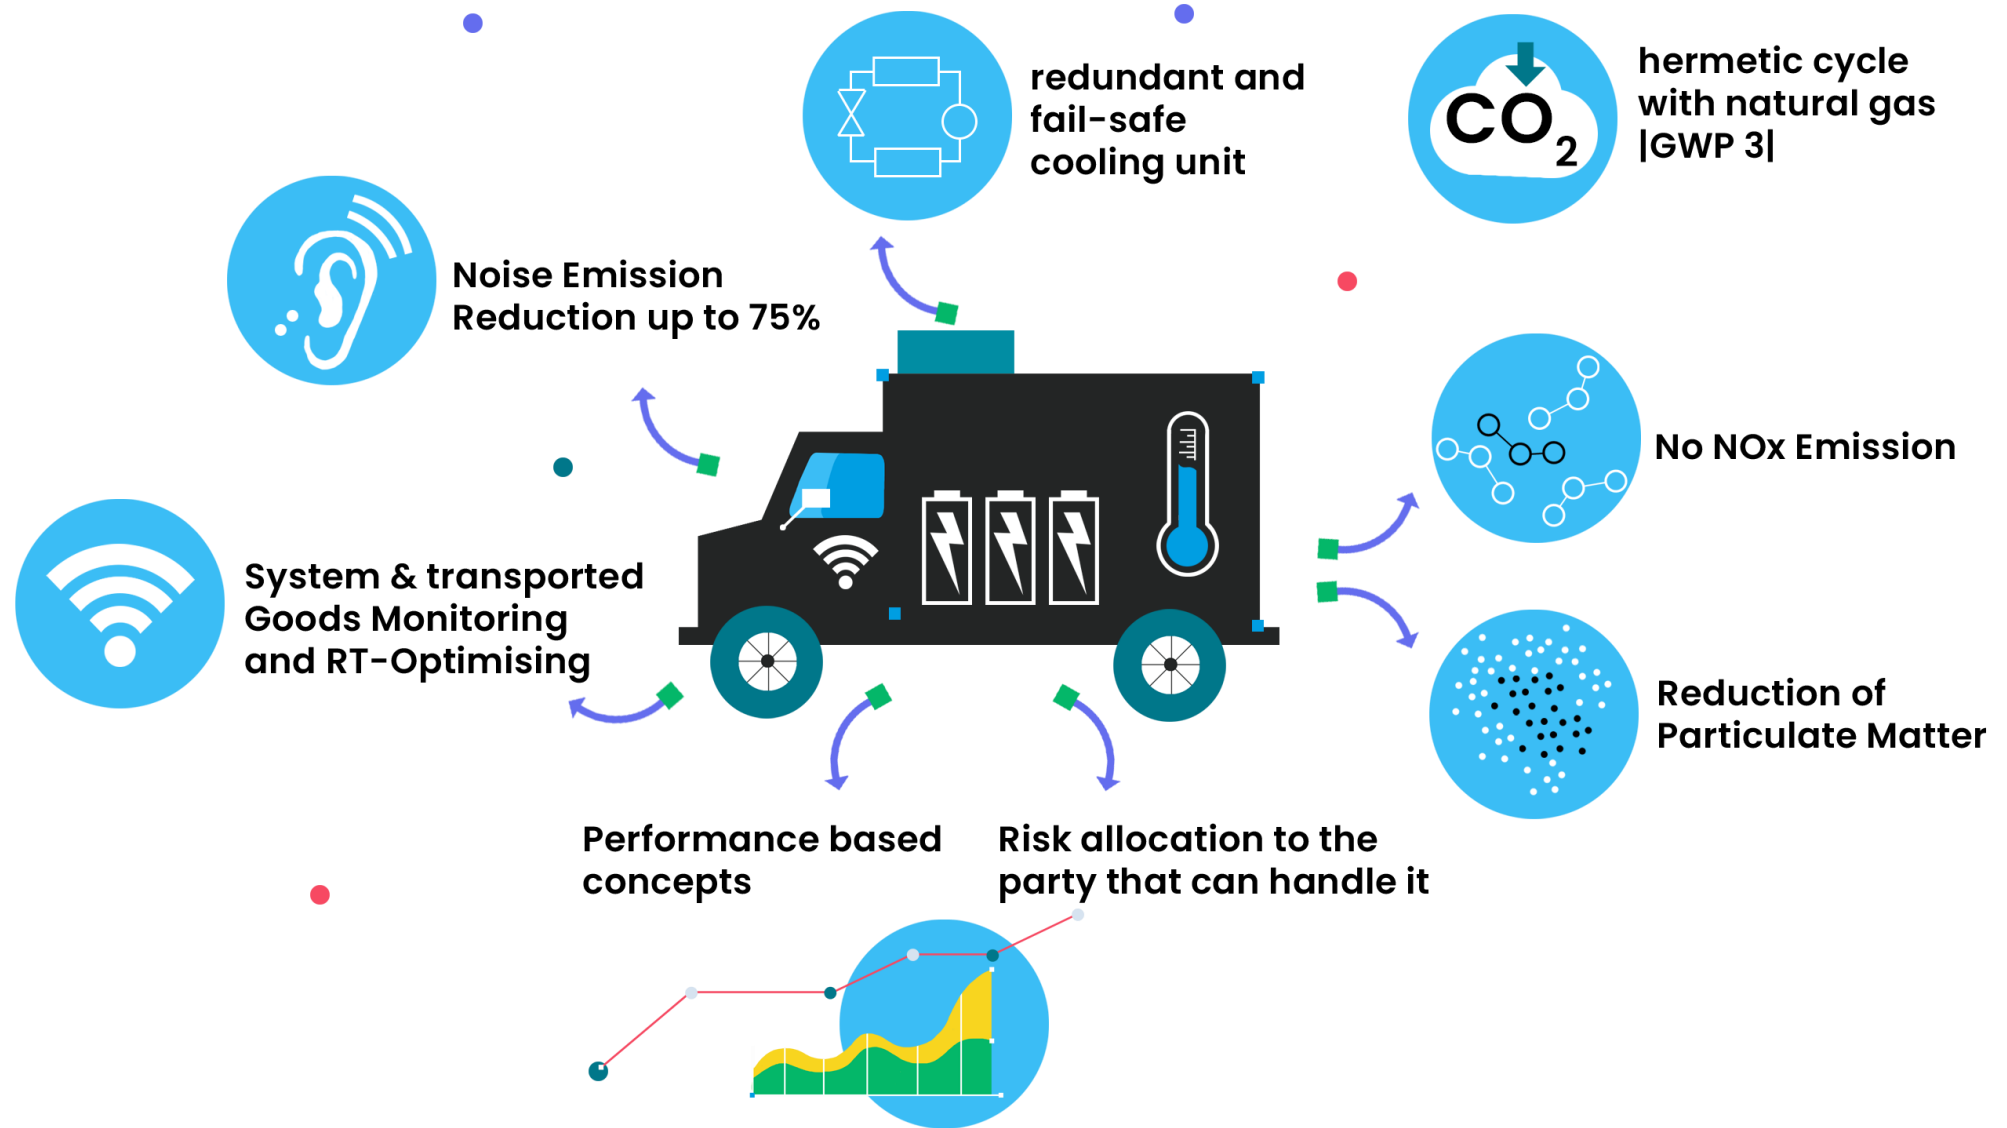 redundant and
fail-safe
cooling unit
CO2
hermetic cycle
with natural gas
|GWP 3|
Noise Emission
Reduction up to 75%
No NOx Emission
System & transported
Goods Monitoring
and RT-Optimising
Reduction of
Particulate Matter
Performance based
concepts
Risk allocation to the
party that can handle it